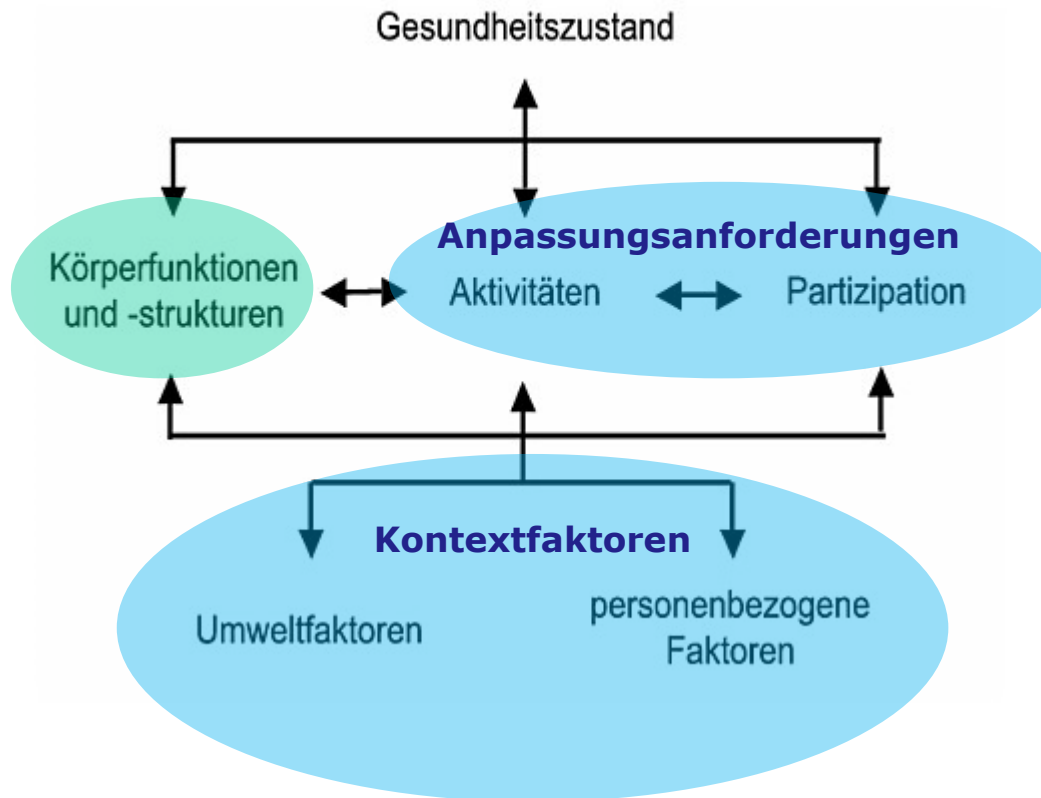 Gesundheitszustand
Anpassungsanforderungen
Körperfunktionen
und -strukturen
Aktivitäten
Partizipation
Kontextfaktoren
Umweltfaktoren
personenbezogene
Faktoren